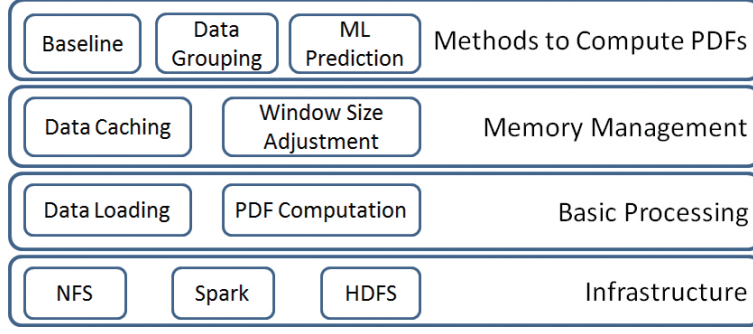 Baseline
Data
Grouping
ML
Prediction
Methods to Compute PDFs
Data Caching
Window Size
Adjustment
Memory Management
Data Loading
PDF Computation
Basic Processing
NFS
Spark
HDFS
Infrastructure